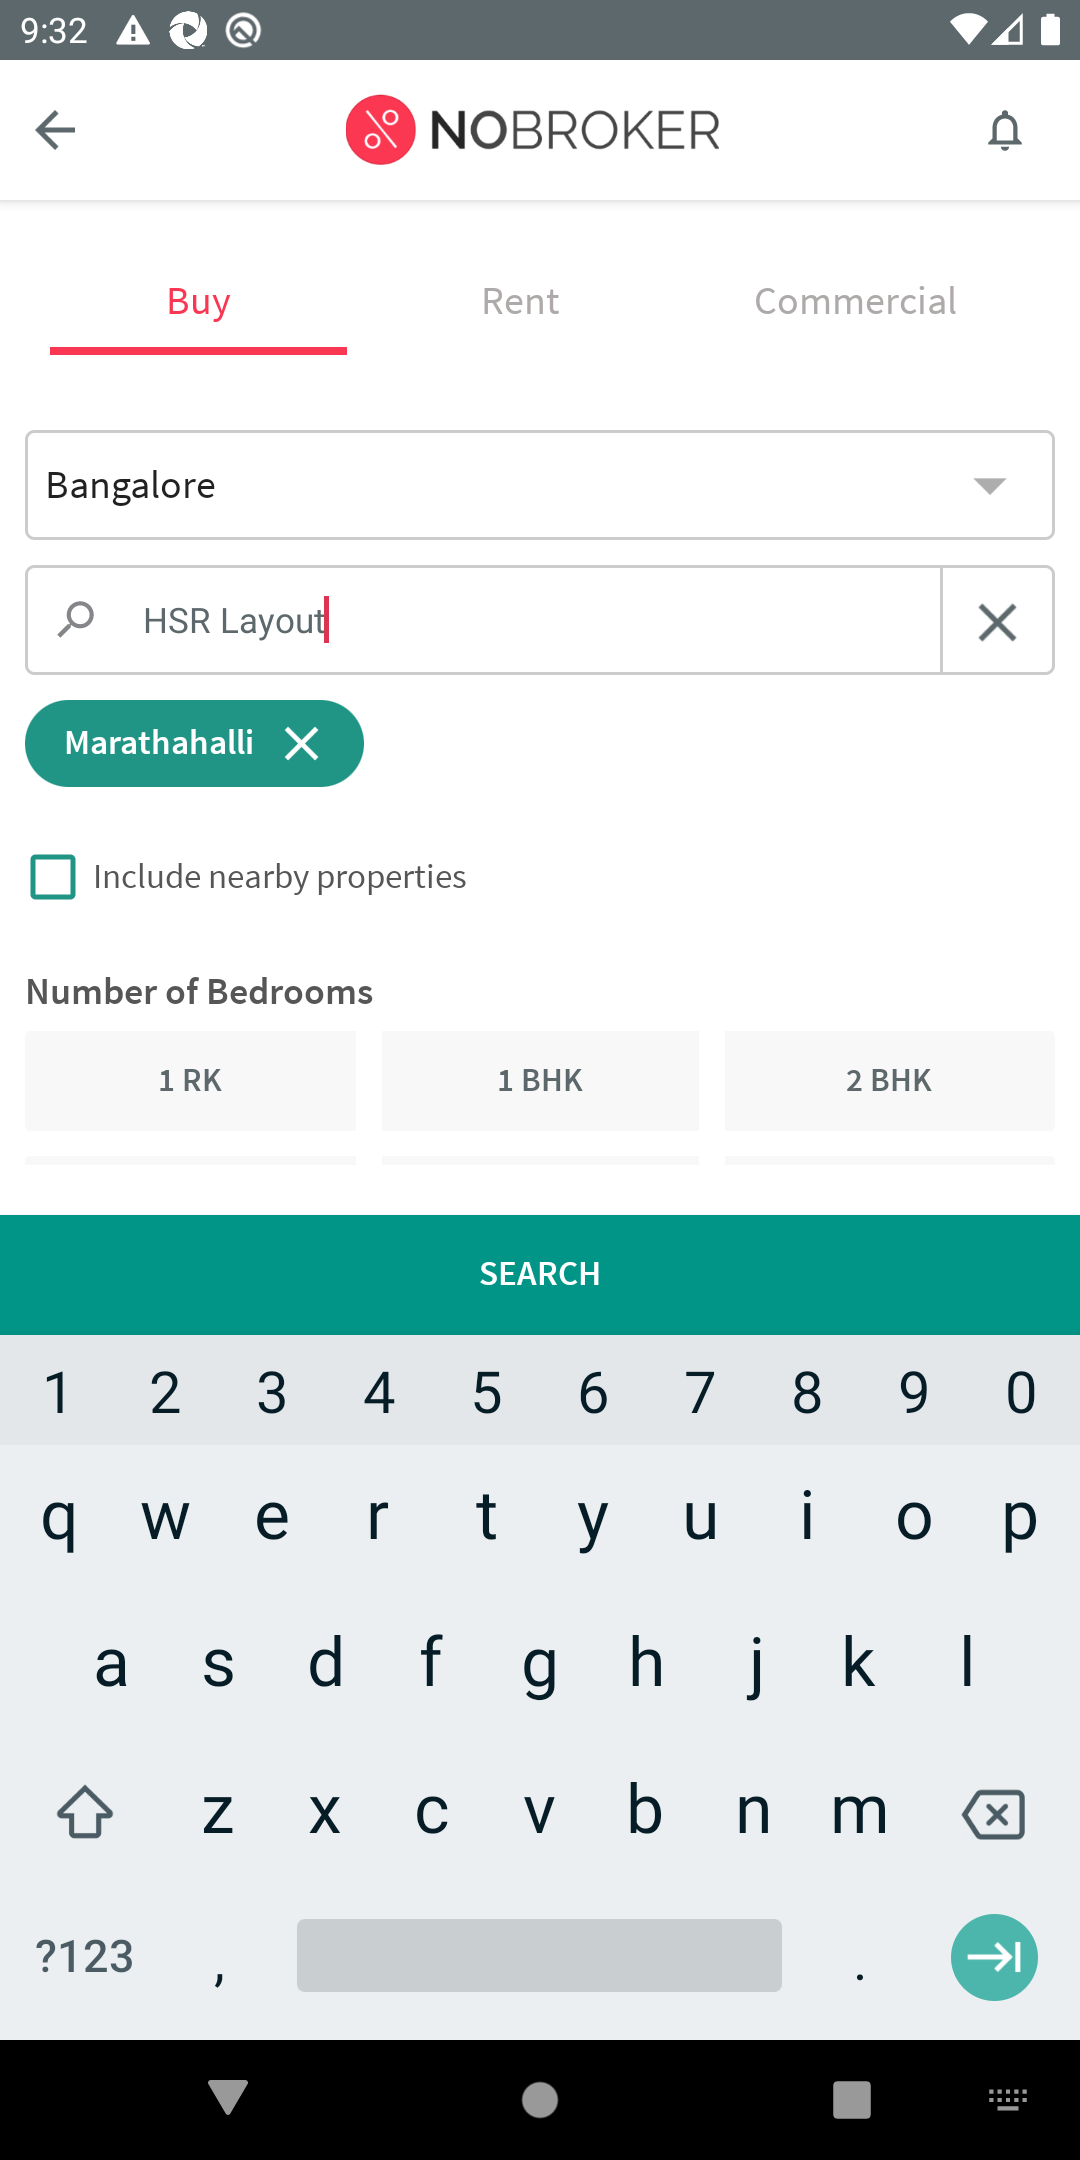 9:32
NOBROKER
Buy Rent Commercial
Bangalore
HSR Layout
Marathahalli
Include nearby properties
Number of Bedrooms
1 RK 1 BHK 2 BHK
SEARCH
1 2 3 4 5 6 7 8 9 0
q w e r t y u i o p
a s d f g h j k l
z x c v b n m
?123 , .